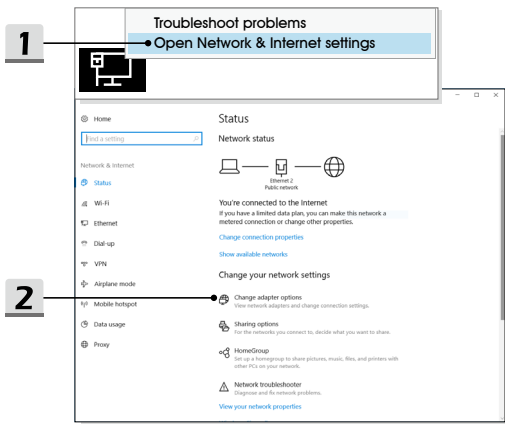 Troubleshoot problems
1
Open Network & Internet settings
Home
Find a setting
Network & Internet
Status
Wi-Fi
Ethernet
Dial-up
VPN
Airplane mode
2
Mobile hotspot
Data usage
Proxy
Status
Network status
Ethernet 2
Public network
You're connected to the Internet
If you have a limited data plan, you can make this network a
metered connection or change other properties.
Change connection properties
Show available networks
Change your network settings
Change adapter options
View network adapters and change connection settings.
Sharing options
For the networks you connect to, decide what you want to share.
HomeGroup
Set up a homegroup to share pictures, music, files, and printers with
other PCs on your network.
Network troubleshooter
Diagnose and fix network problems.
View your network properties